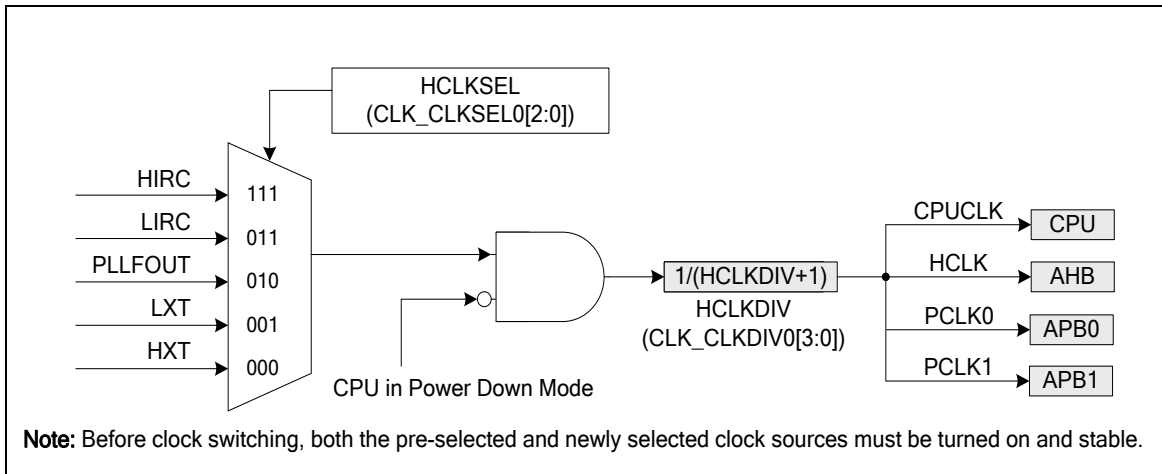 HCLKSEL
(CLK_CLKSEL0[2:0])
HIRC
111
LIRC
011
PLLFOUT
010
LXT
001
HXT
000
CPU in Power Down Mode
1/(HCLKDIV+1)
HCLKDIV
(CLK_CLKDIV0[3:0])
CPUCLK
CPU
HCLK
AHB
PCLK0
APB0
PCLK1
APB1
Note: Before clock switching, both the pre-selected and newly selected clock sources must be turned on and stable.